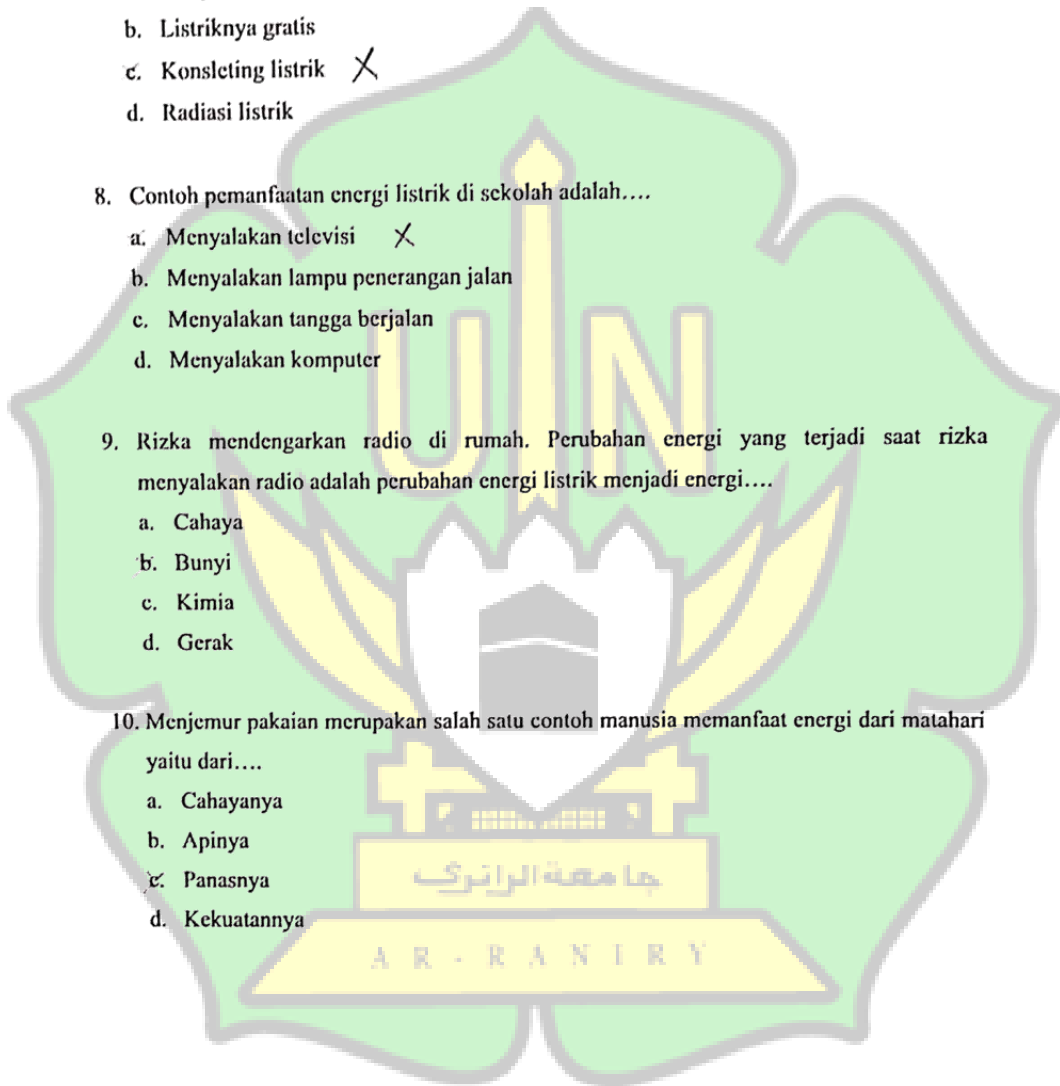 b. Listriknya gratis
c. Konsleting listrik X
d. Radiasi listrik
8. Contoh pemanfaatan energi listrik di sekolah adalah....
a. Menyalakan televisi X
b. Menyalakan lampu penerangan jalan
c. Menyalakan tangga berjalan
d. Menyalakan komputer
9. Rizka mendengarkan radio di rumah. Perubahan energi yang terjadi saat rizka
menyalakan radio adalah perubahan energi listrik menjadi energi....
a. Cahaya
b. Bunyi
c. Kimia
d. Gerak
10. Menjemur pakaian merupakan salah satu contoh manusia memanfaat energi dari matahari
yaitu dari....
a. Cahayanya
b. Apinya
c. Panasnya
d. Kekuatannya
UIN
جامعة الرانري
AR-RANIRY